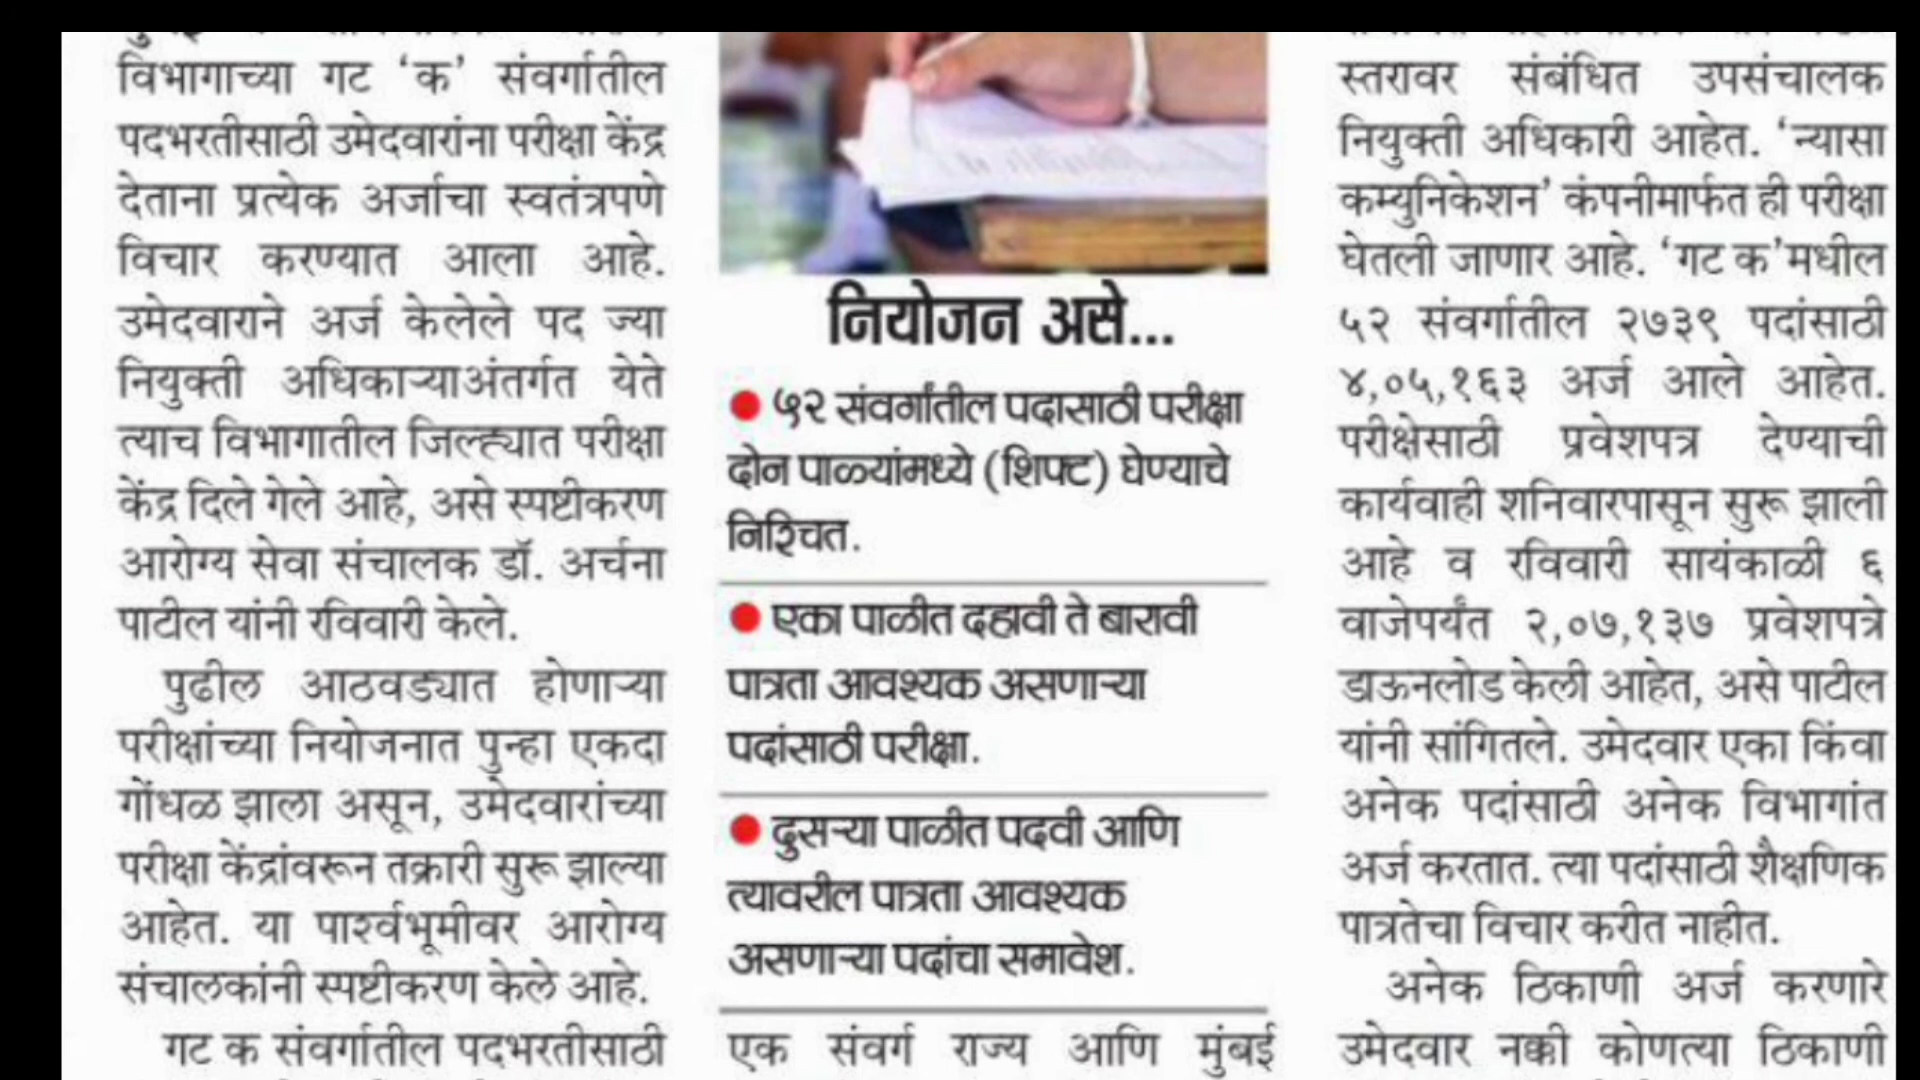 विभागाच्या गट ‘क’ संवर्गातील
पदभरतीसाठी उमेदवारांना परीक्षा केंद्र
देताना प्रत्येक अर्जाचा स्वतंत्रपणे
विचार करण्यात आला आहे.
उमेदवाराने अर्ज केलेले पद ज्या
नियुक्ती अधिकाऱ्याअंतर्गत येते
त्याच विभागातील जिल्ह्यात परीक्षा
केंद्र दिले गेले आहे, असे स्पष्टीकरण
आरोग्य सेवा संचालक डॉ. अर्चना
पाटील यांनी रविवारी केले.
पुढील आठवड्यात होणाऱ्या
परीक्षांच्या नियोजनात पुन्हा एकदा
गोंधळ झाला असून, उमेदवारांच्या
परीक्षा केंद्रांवरून तक्रारी सुरू झाल्या
आहेत. या पार्श्वभूमीवर आरोग्य
संचालकांनी स्पष्टीकरण केले आहे.
गट क संवर्गातील पदभरतीसाठी
नियोजन असे...
● ५२ संवर्गांतील पदासाठी परीक्षा
दोन पाळ्यांमध्ये (शिफ्ट) घेण्याचे
निश्चित.
● एका पाळीत दहावी ते बारावी
पात्रता आवश्यक असणाऱ्या
पदांसाठी परीक्षा.
● दुसऱ्या पाळीत पदवी आणि
त्यावरील पात्रता आवश्यक
असणाऱ्या पदांचा समावेश.
एक संवर्ग राज्य आणि मुंबई
स्तरावर संबंधित उपसंचालक
नियुक्ती अधिकारी आहेत. ‘न्यासा
कम्युनिकेशन’ कंपनीमार्फत ही परीक्षा
घेतली जाणार आहे. ‘गट क’मधील
५२ संवर्गातील २७३९ पदांसाठी
४,०५,१६३ अर्ज आले आहेत.
परीक्षेसाठी प्रवेशपत्र देण्याची
कार्यवाही शनिवारपासून सुरू झाली
आहे व रविवारी सायंकाळी ६
वाजेपर्यंत २,०७,१३७ प्रवेशपत्रे
डाऊनलोड केली आहेत, असे पाटील
यांनी सांगितले. उमेदवार एका किंवा
अनेक पदांसाठी अनेक विभागांत
अर्ज करतात. त्या पदांसाठी शैक्षणिक
पात्रतेचा विचार करीत नाहीत.
अनेक ठिकाणी अर्ज करणारे
उमेदवार नक्की कोणत्या ठिकाणी